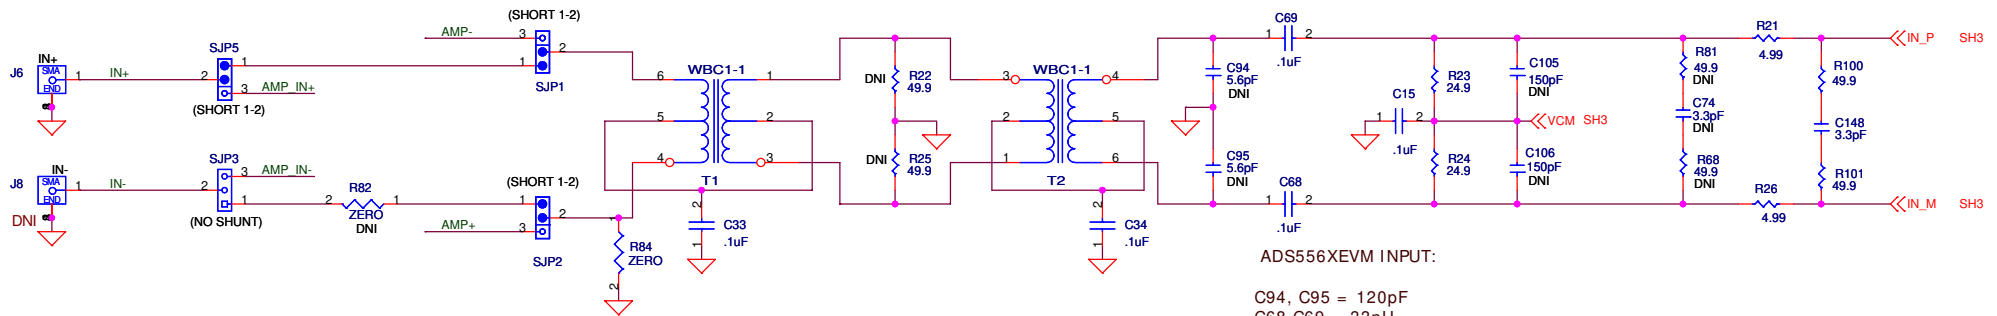 (SHORT 1-2)
AMP-
3
2
1
SJP1
IN+
J6
SMA
END
1
IN+
SJP5
1
2
3
AMP_IN+
(SHORT 1-2)
IN-
J8
SMA
END
1
IN-
DNI
SJP3
3
2
1
AMP_IN-
(NO SHUNT)
R82
2
1
ZERO
DNI
(SHORT 1-2)
1
2
3
AMP+
SJP2
1
R84
ZERO
2
WBC1-1
6
5
4
1
2
3
T1
2
C33
.1uF
1
DNI
R22
49.9
DNI
R25
49.9
WBC1-1
3
2
1
4
5
6
T2
2
C34
.1uF
1
C94
5.6pF
DNI
C95
5.6pF
DNI
C69
1
2
.1uF
C68
1
2
.1uF
C15
1
2
.1uF
R23
24.9
R24
24.9
C105
150pF
DNI
VCM SH3
C106
150pF
DNI
R81
49.9
DNI
C74
3.3pF
DNI
R68
49.9
DNI
R21
4.99
R26
4.99
R100
49.9
C148
3.3pF
R101
49.9
IN_P SH3
IN_M SH3
ADS556XEVM INPUT:
C94, C95 = 120pF